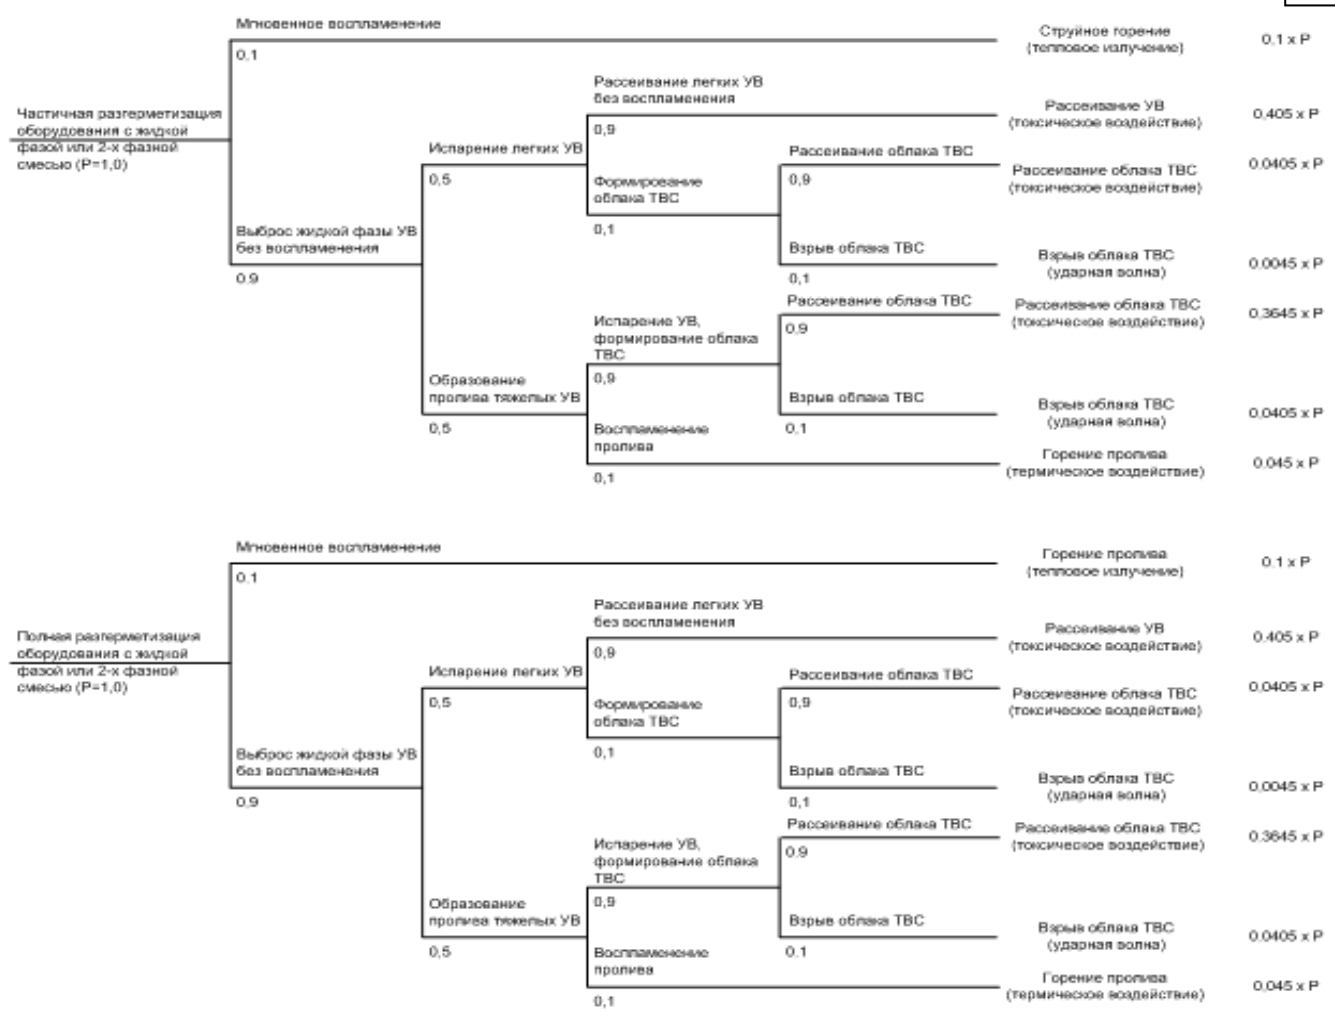 Мгновенное воспламенение
0,1
Струйное горение
(тепловое излучение)
0,1 x P
Частичная разгерметизация
оборудования с жидкой
фазой или 2-х фазной
смесью (P=1,0)
Рассеивание легких УВ
без воспламенения
0,9
Рассеивание УВ
(токсическое воздействие)
0,405 x P
Испарение легких УВ
0,5
Формирование
облака ТВС
0,1
Рассеивание облака ТВС
0,9
Рассеивание облака ТВС
(токсическое воздействие)
0,0405 x P
Выброс жидкой фазы УВ
без воспламенения
0,9
Взрыв облака ТВС
0,1
Взрыв облака ТВС
(ударная волна)
0,0045 x P
Рассеивание облака ТВС
0,9
Рассеивание облака ТВС
(токсическое воздействие)
0,3645 x P
Испарение УВ,
формирование облака
ТВС
0,9
Образование
пролива тяжелых УВ
0,5
Взрыв облака ТВС
0,1
Взрыв облака ТВС
(ударная волна)
0,0405 x P
Воспламенение
пролива
0,1
Горение пролива
(термическое воздействие)
0,045 x P
Мгновенное воспламенение
0,1
Горение пролива
(тепловое излучение)
0,1 x P
Полная разгерметизация
оборудования с жидкой
фазой или 2-х фазной
смесью (P=1,0)
Рассеивание легких УВ
без воспламенения
0,9
Рассеивание УВ
(токсическое воздействие)
0,405 x P
Испарение легких УВ
0,5
Формирование
облака ТВС
0,1
Рассеивание облака ТВС
0,9
Рассеивание облака ТВС
(токсическое воздействие)
0,0405 x P
Выброс жидкой фазы УВ
без воспламенения
0,9
Взрыв облака ТВС
0,1
Взрыв облака ТВС
(ударная волна)
0,0045 x P
Рассеивание облака ТВС
0,9
Рассеивание облака ТВС
(токсическое воздействие)
0,3645 x P
Испарение УВ,
формирование облака
ТВС
0,9
Образование
пролива тяжелых УВ
0,5
Взрыв облака ТВС
0,1
Взрыв облака ТВС
(ударная волна)
0,0405 x P
Воспламенение
пролива
0,1
Горение пролива
(термическое воздействие)
0,045 x P